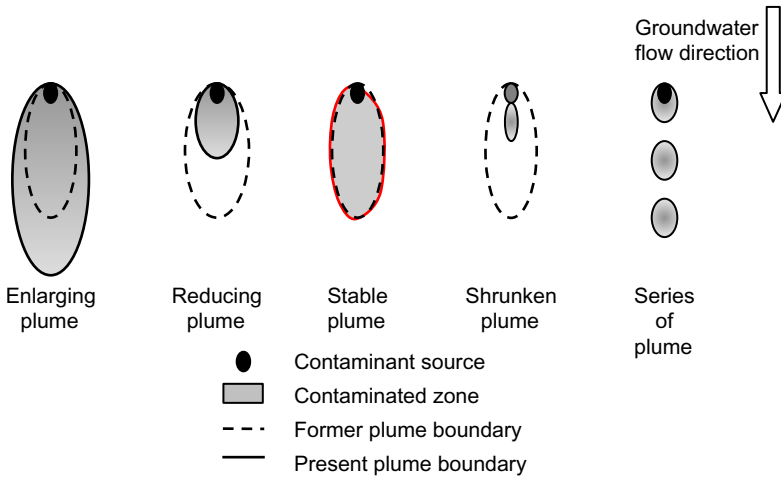 Groundwater
flow direction
Enlarging
plume
Reducing
plume
Stable
plume
Shrunken
plume
Series
of
plume
Contaminant source
Contaminated zone
Former plume boundary
Present plume boundary